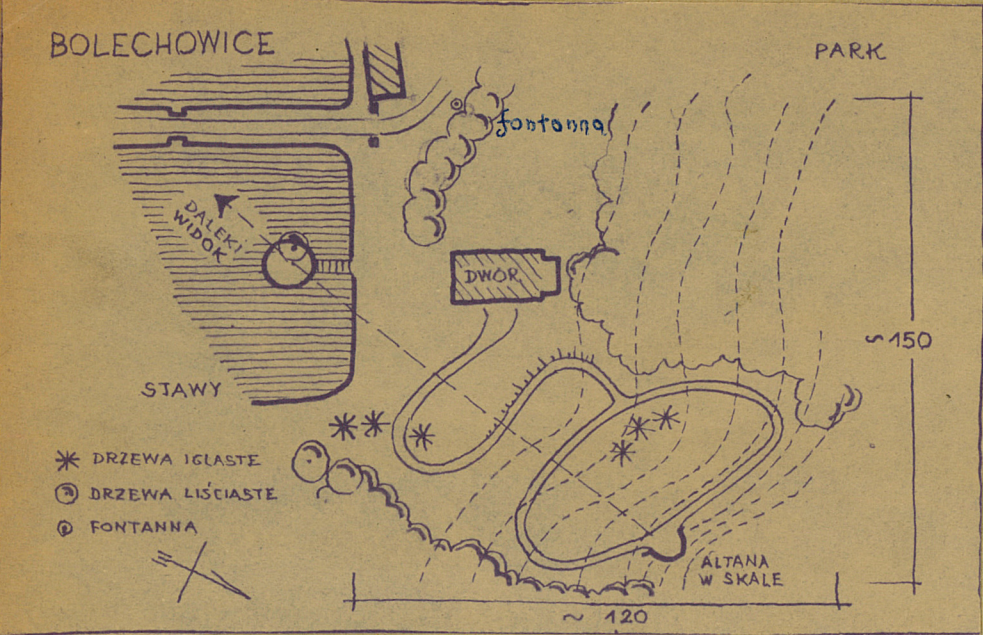 BOLECHOWICE
PARK
fontanna
DALEKI
WIDOK
DWÓR
~150
STAWY
DRZEWA IGLASTE
DRZEWA LIŚCIASTE
FONTANNA
ALTANA
W SKALE
~ 120